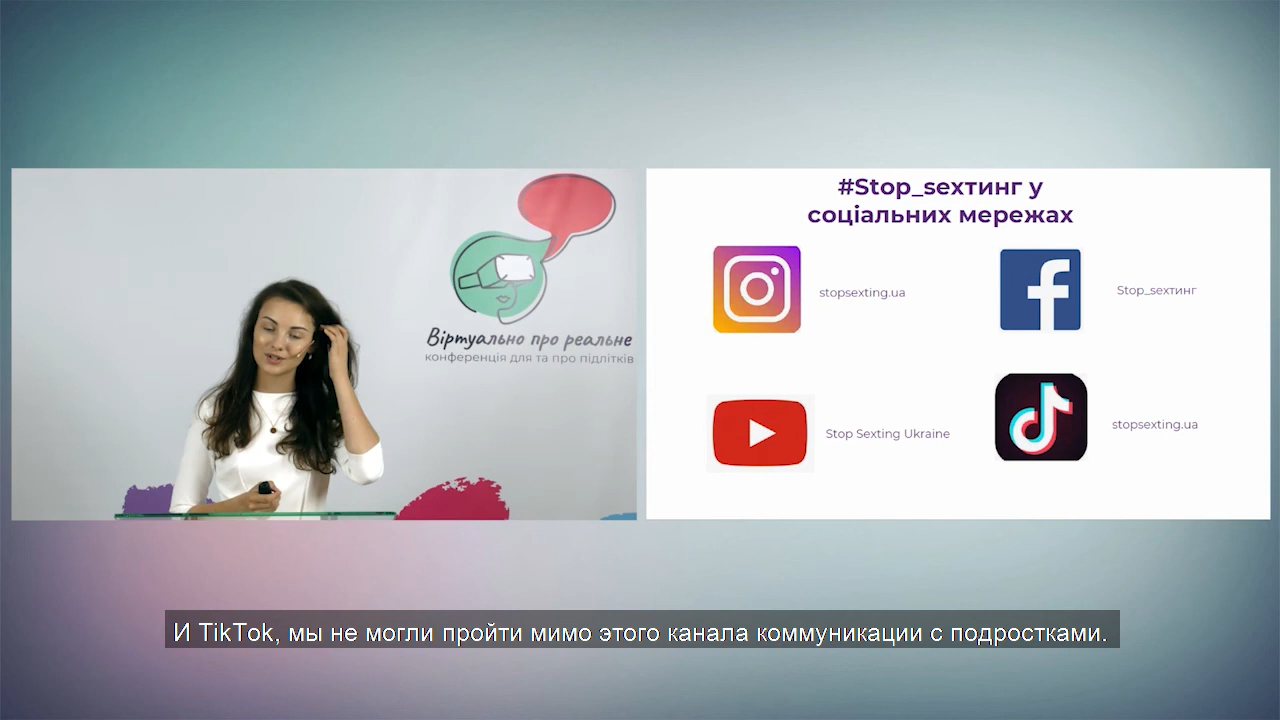 Віртуально про реальне
конференція для та про підлітків
#Stop_sexтинг у
соціальних мережах
stopsexting.ua
Stop_sexтинг
Stop Sexting Ukraine
stopsexting.ua
И TikTok, мы не могли пройти мимо этого канала коммуникации с подростками.